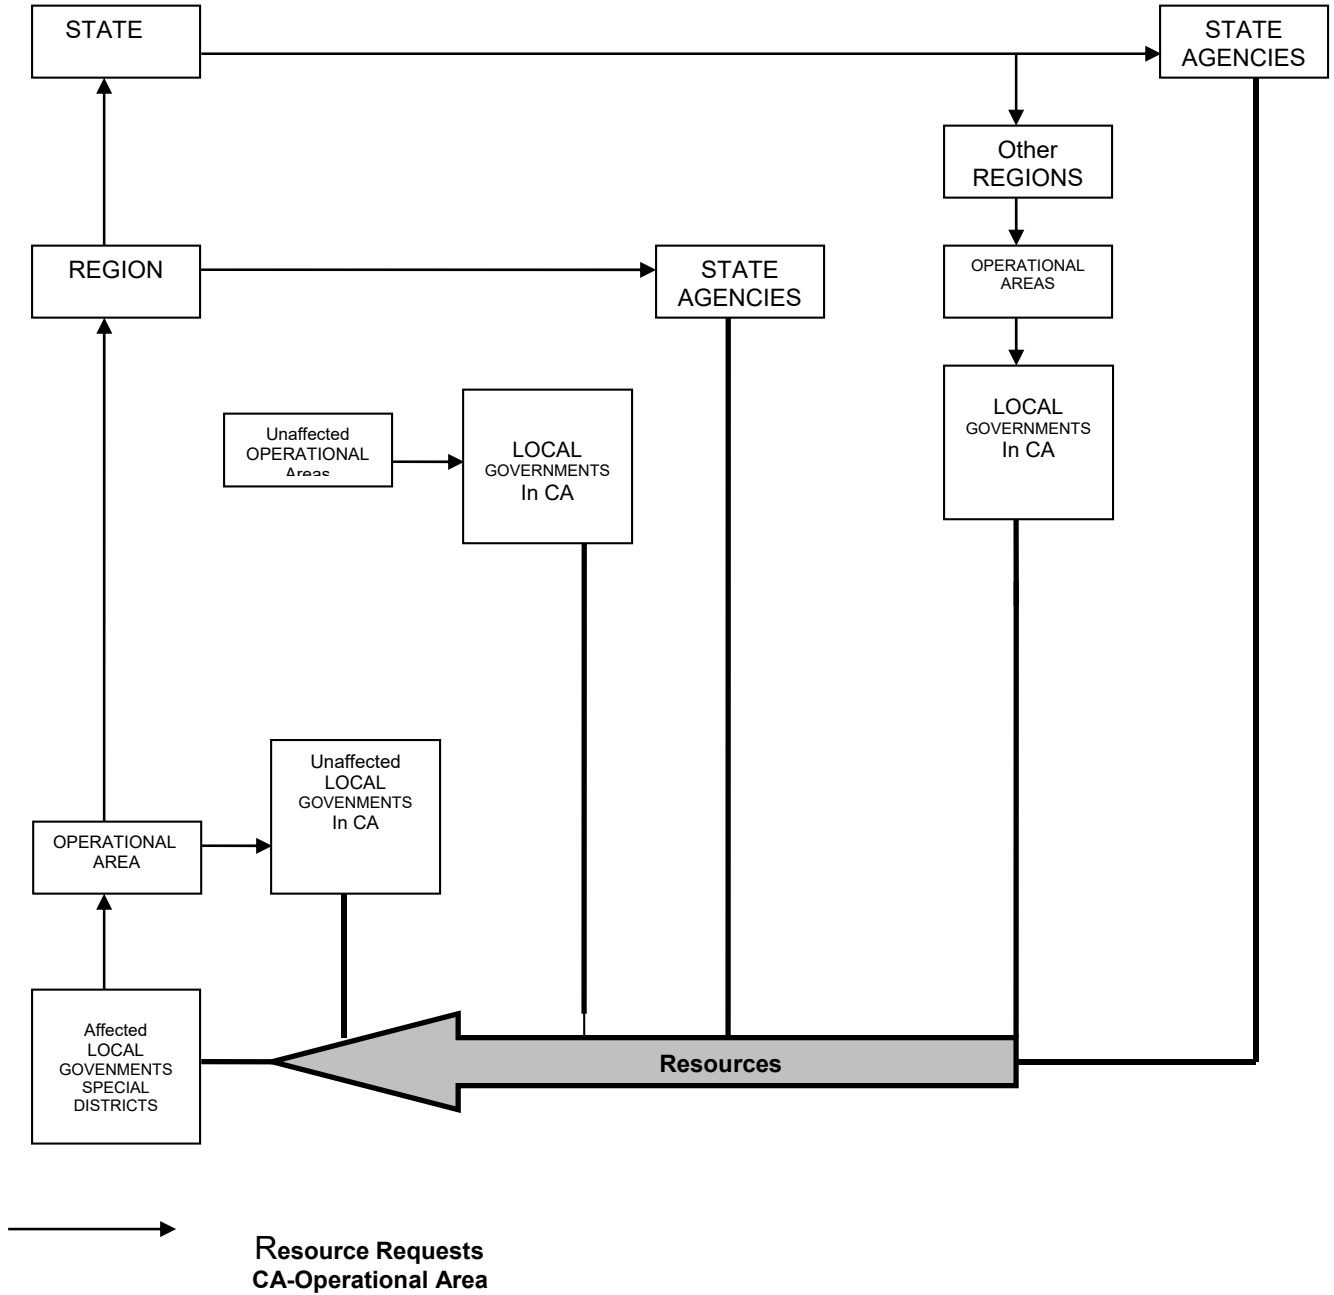 STATE
STATE
AGENCIES
Other
REGIONS
REGION
STATE
AGENCIES
OPERATIONAL
AREAS
Unaffected
OPERATIONAL
Areas
LOCAL
GOVERNMENTS
In CA
LOCAL
GOVERNMENTS
In CA
Unaffected
LOCAL
GOVENMENTS
In CA
OPERATIONAL
AREA
Affected
LOCAL
GOVENMENTS
SPECIAL
DISTRICTS
Resources
Resource Requests
CA-Operational Area